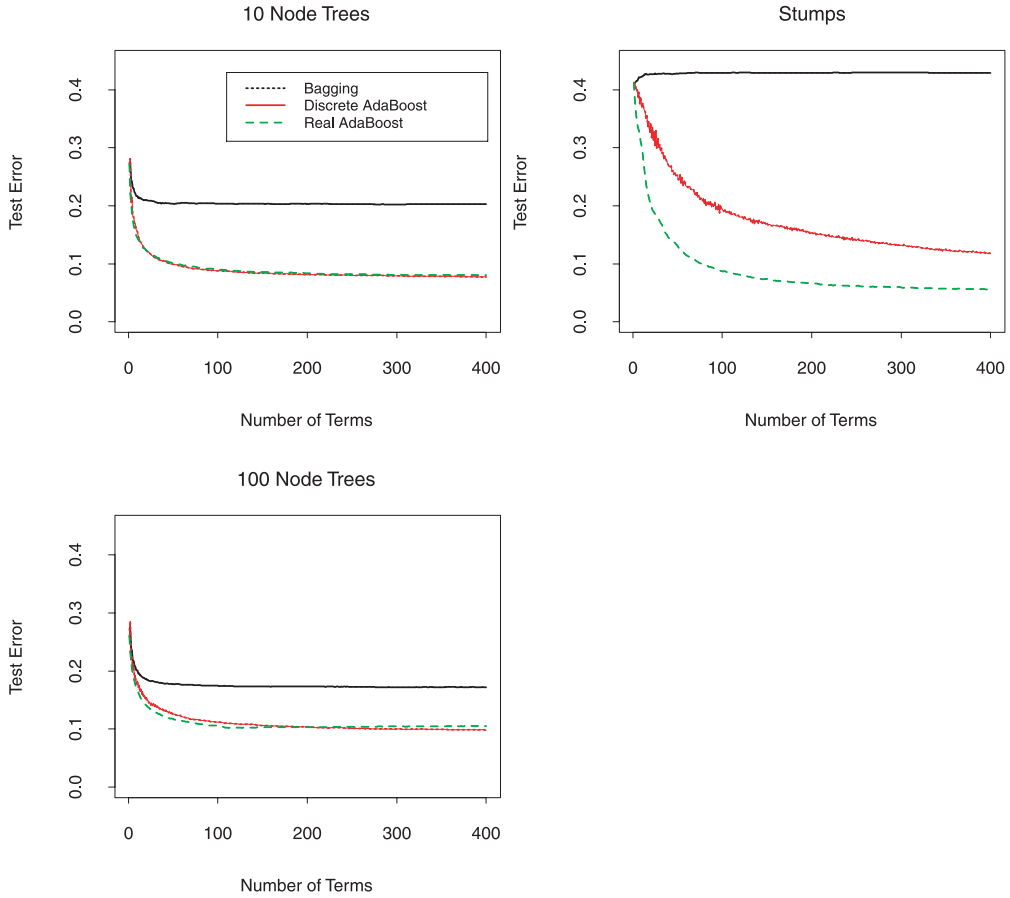 10 Node Trees
Bagging
Discrete AdaBoost
Real AdaBoost
Test Error
0.0 0.1 0.2 0.3 0.4
0 100 200 300 400
Number of Terms
Stumps
Test Error
0.0 0.1 0.2 0.3 0.4
0 100 200 300 400
Number of Terms
100 Node Trees
Test Error
0.0 0.1 0.2 0.3 0.4
0 100 200 300 400
Number of Terms